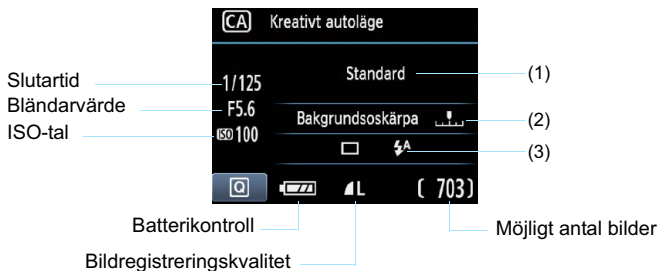 CA Kreativt autoläge
Slutartid 1/125 Standard (1)
Bländarvärde F5.6 Bakgrundsoskärpa (2)
ISO-tal ISO 100 (3)
Q L ( 703)
Batterikontroll Möjligt antal bilder
Bildregistreringskvalitet